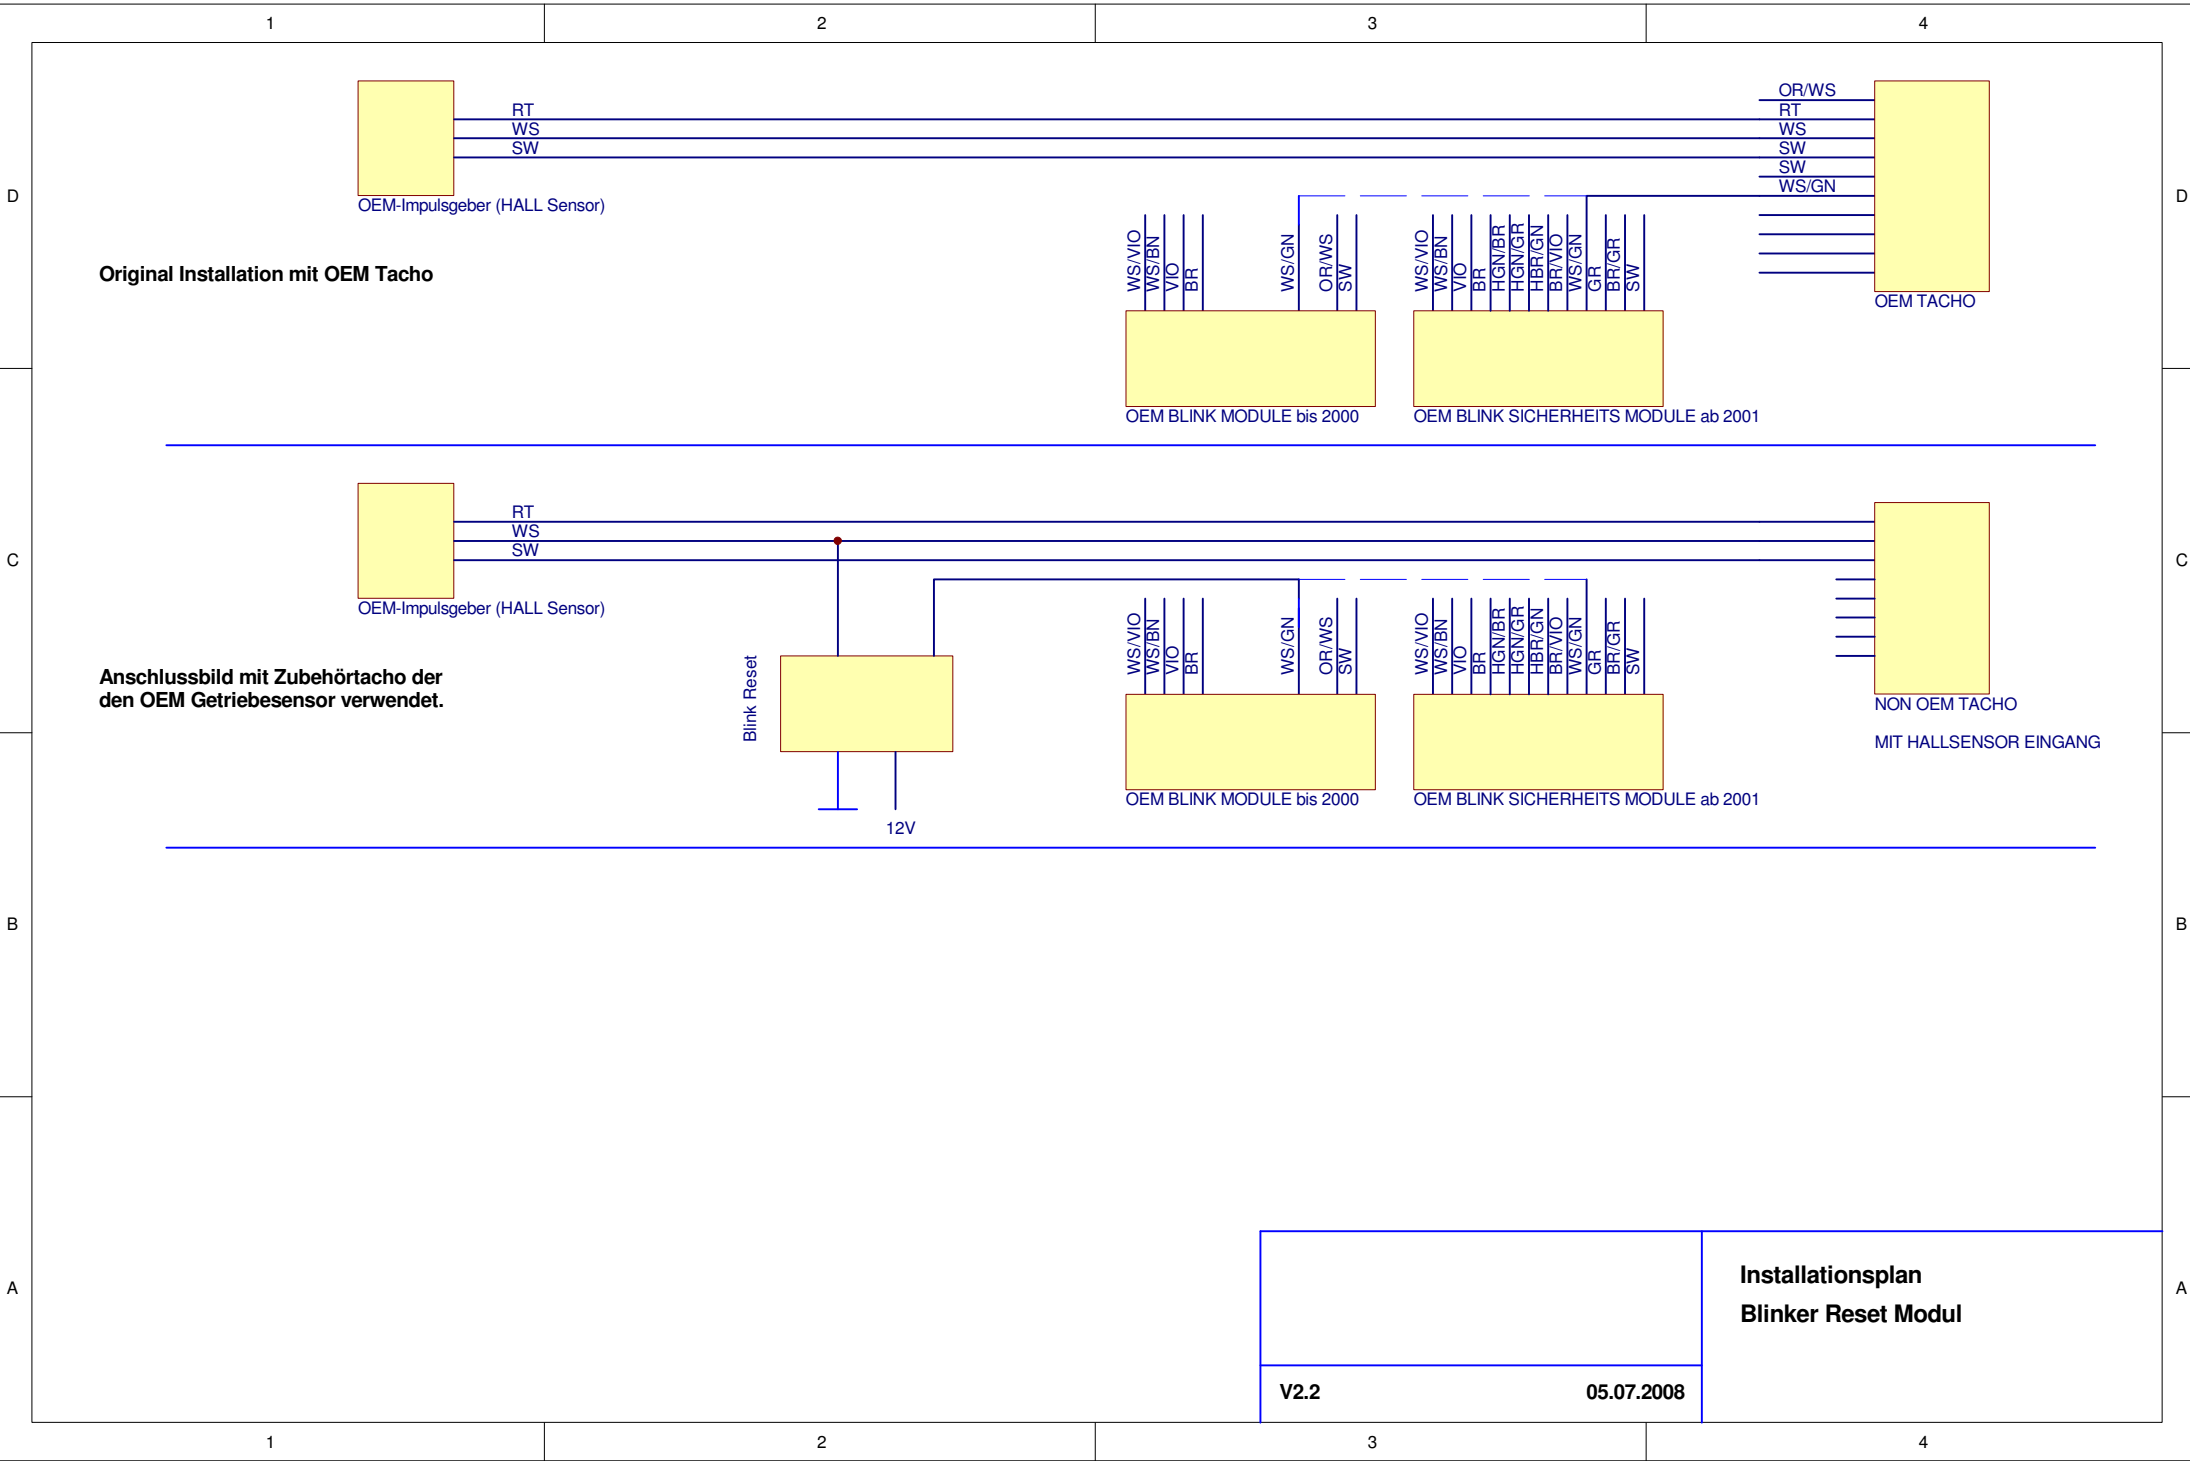 1 2 3 4
D D
C C
B B
A A
RT
WS
SW
OEM-Impulsgeber (HALL Sensor)
Original Installation mit OEM Tacho
WS/VIO
WS/BN
VIO
BR
WS/GN
OR/WS
SW
OEM BLINK MODULE bis 2000
WS/VIO
WS/BN
VIO
BR
HGN/BR
HGN/GR
HBR/GN
BR/VIO
WS/GN
GR
BR/GR
SW
OEM BLINK SICHERHEITS MODULE ab 2001
OR/WS
RT
WS
SW
SW
WS/GN
OEM TACHO
RT
WS
SW
OEM-Impulsgeber (HALL Sensor)
Anschlussbild mit Zubehörtacho der
den OEM Getriebesensor verwendet.
Blink Reset
12V
WS/VIO
WS/BN
VIO
BR
WS/GN
OR/WS
SW
OEM BLINK MODULE bis 2000
WS/VIO
WS/BN
VIO
BR
HGN/BR
HGN/GR
HBR/GN
BR/VIO
WS/GN
GR
BR/GR
SW
OEM BLINK SICHERHEITS MODULE ab 2001
NON OEM TACHO
MIT HALLSENSOR EINGANG
Installationsplan
Blinker Reset Modul
V2.2 05.07.2008
1 2 3 4